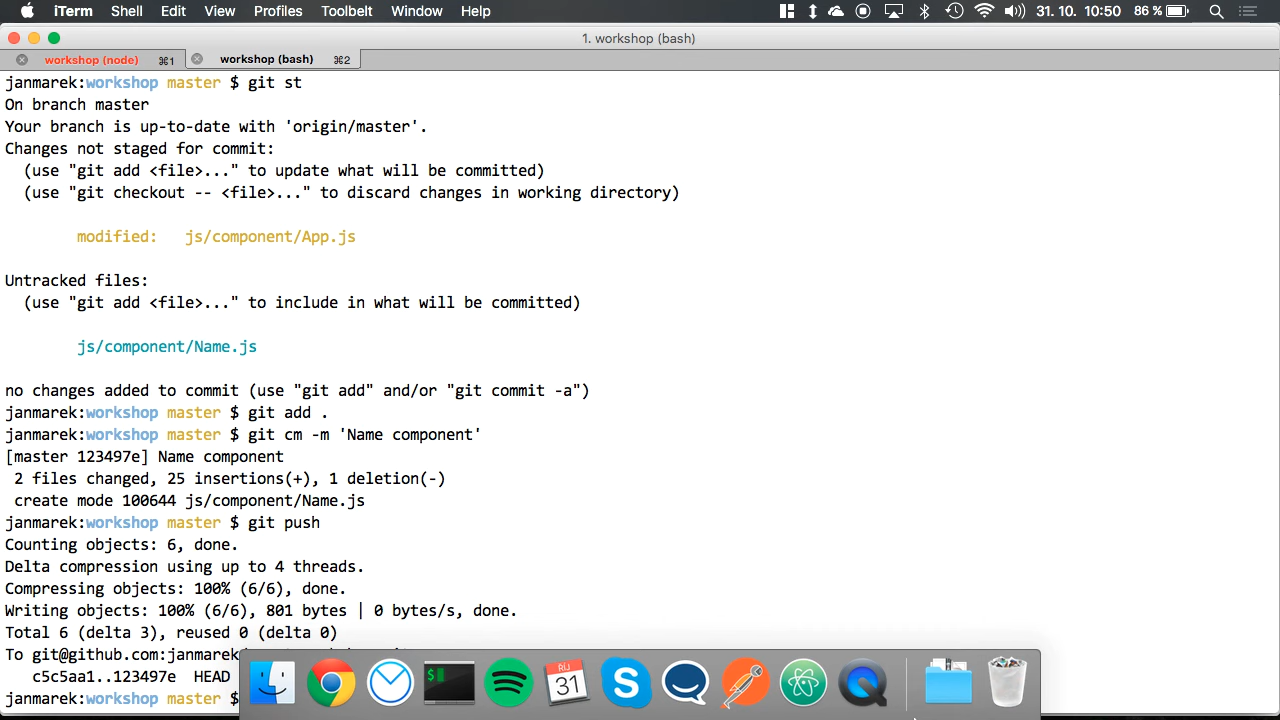 iTerm Shell Edit View Profiles Toolbelt Window Help 31. 10. 10:50 86 %
1. workshop (bash)
workshop (node) ⌘1 workshop (bash) ⌘2
janmarek:workshop master $ git st
On branch master
Your branch is up-to-date with 'origin/master'.
Changes not staged for commit:
(use "git add <file>..." to update what will be committed)
(use "git checkout -- <file>..." to discard changes in working directory)
modified: js/component/App.js
Untracked files:
(use "git add <file>..." to include in what will be committed)
js/component/Name.js
no changes added to commit (use "git add" and/or "git commit -a")
janmarek:workshop master $ git add .
janmarek:workshop master $ git cm -m 'Name component'
[master 123497e] Name component
2 files changed, 25 insertions(+), 1 deletion(-)
create mode 100644 js/component/Name.js
janmarek:workshop master $ git push
Counting objects: 6, done.
Delta compression using up to 4 threads.
Compressing objects: 100% (6/6), done.
Writing objects: 100% (6/6), 801 bytes | 0 bytes/s, done.
Total 6 (delta 3), reused 0 (delta 0)
To git@github.com:janmarek
c5c5aa1..123497e HEAD
janmarek:workshop master $
$
ŘÍJ
31